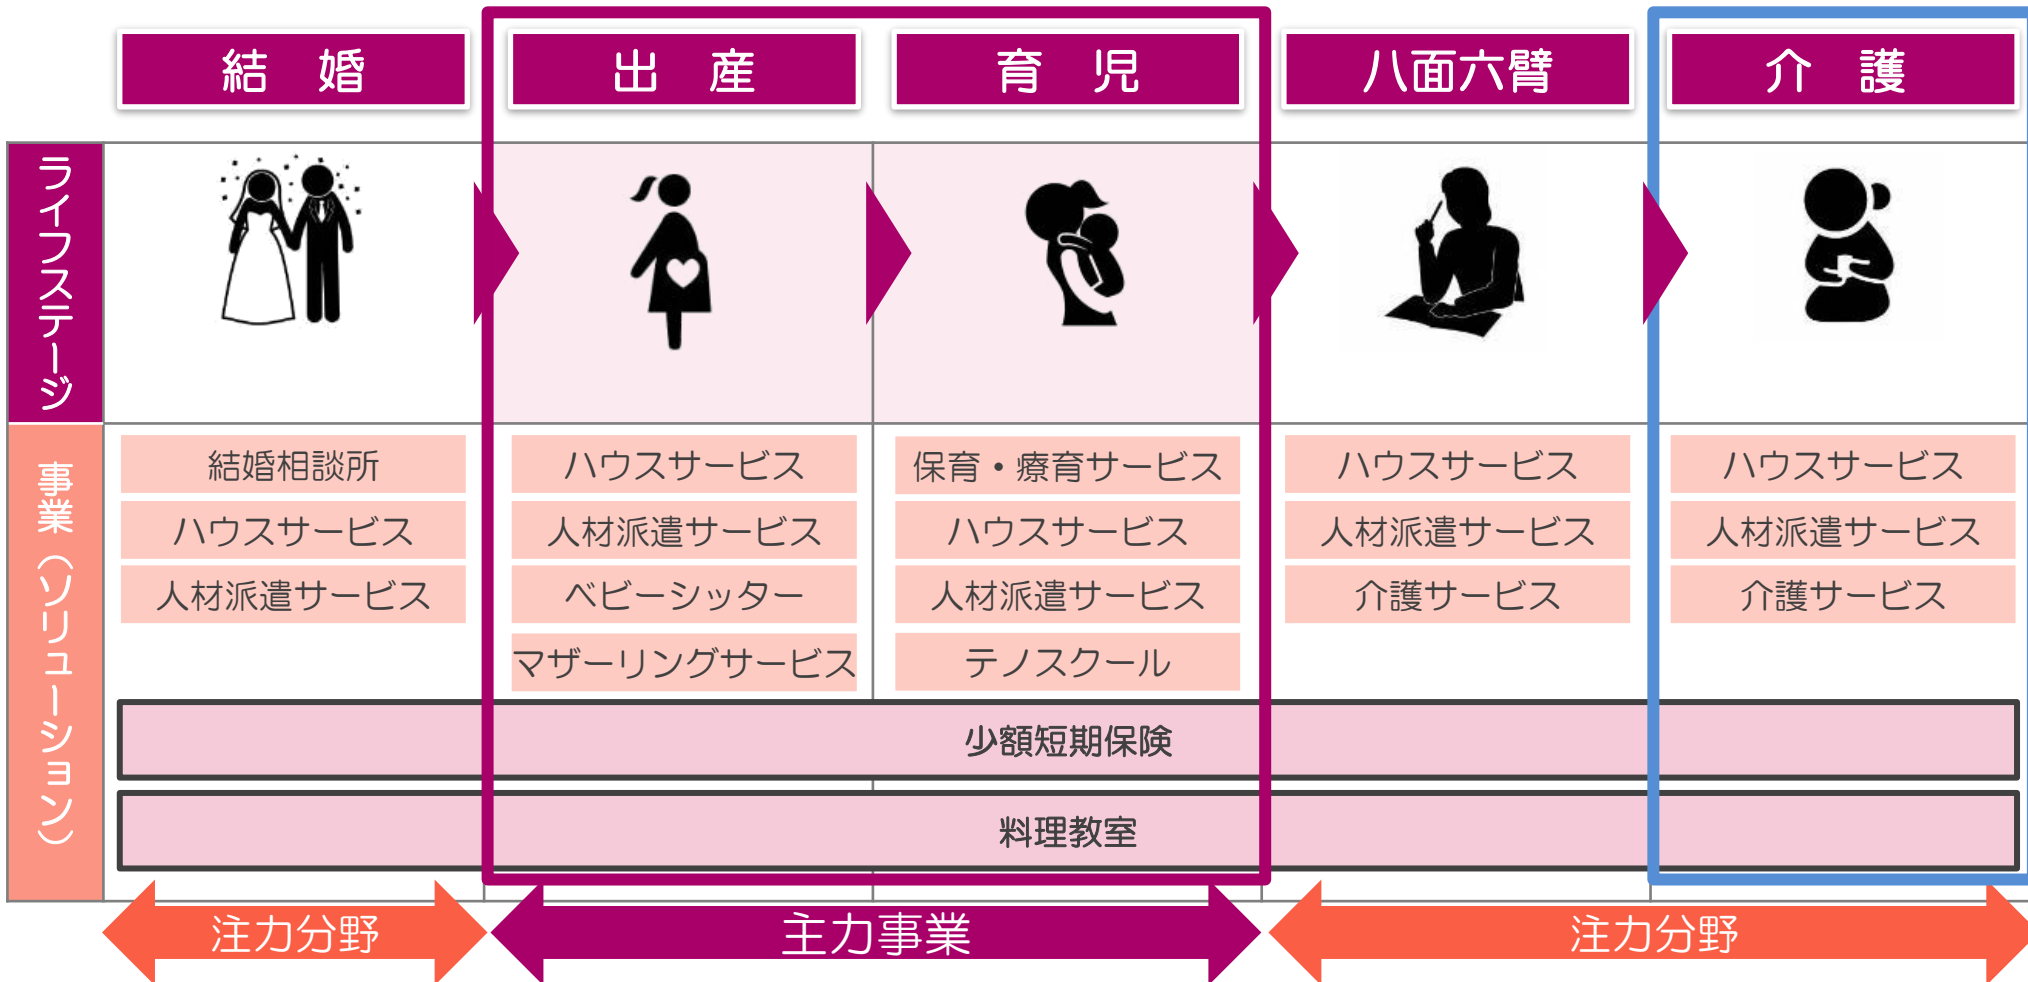 結 婚
出 産
育 児
八面六臂
介 護
ライフステージ
事業（ソリューション）
結婚相談所
ハウスサービス
人材派遣サービス
ハウスサービス
人材派遣サービス
ベビーシッター
マザーリングサービス
保育・療育サービス
ハウスサービス
人材派遣サービス
テノスクール
ハウスサービス
人材派遣サービス
介護サービス
ハウスサービス
人材派遣サービス
介護サービス
少額短期保険
料理教室
注力分野
主力事業
注力分野